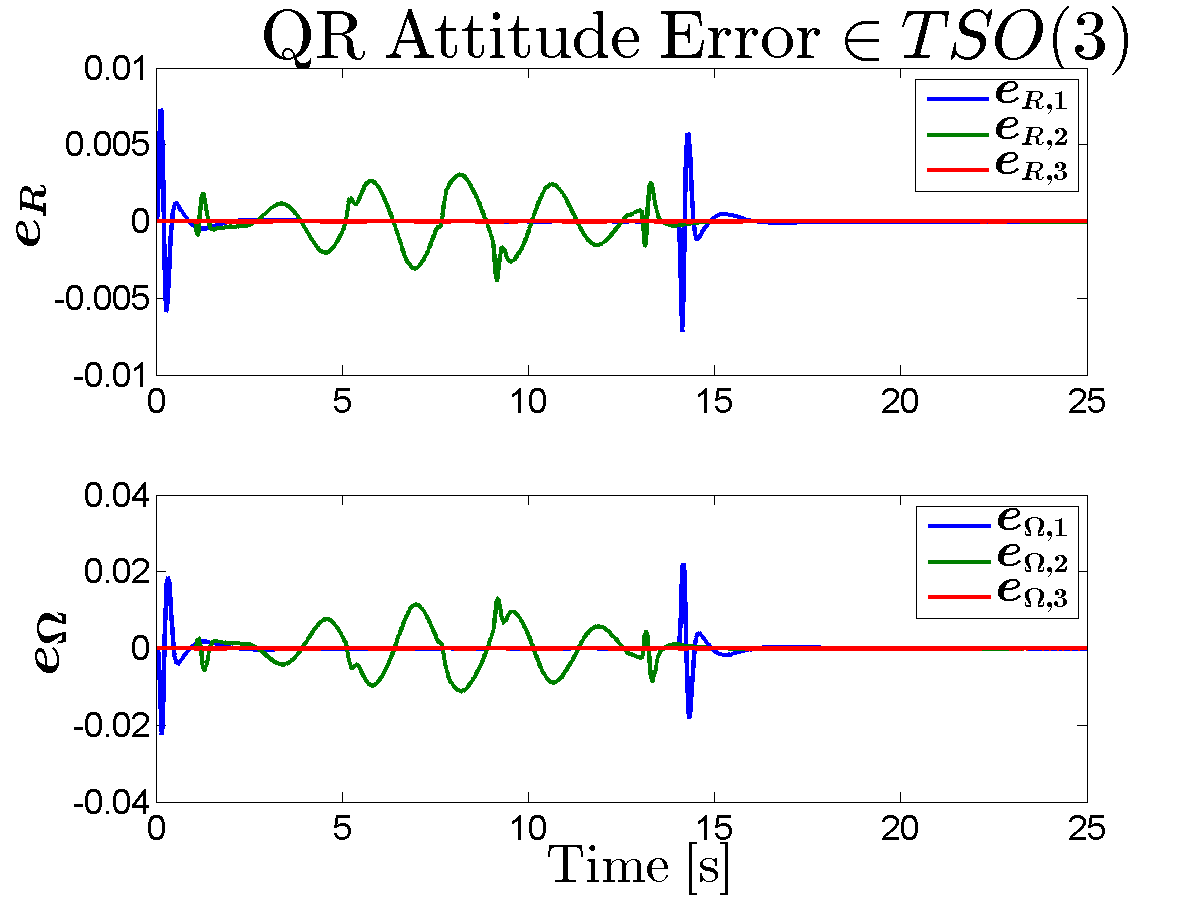 QR Attitude Error ∈ TSO(3)
0.01
0.005
0
-0.005
-0.01
e_R
e_{R,1}
e_{R,2}
e_{R,3}
0 5 10 15 20 25
0.04
0.02
0
-0.02
-0.04
e_Ω
e_{Ω,1}
e_{Ω,2}
e_{Ω,3}
0 5 10 15 20 25
Time [s]